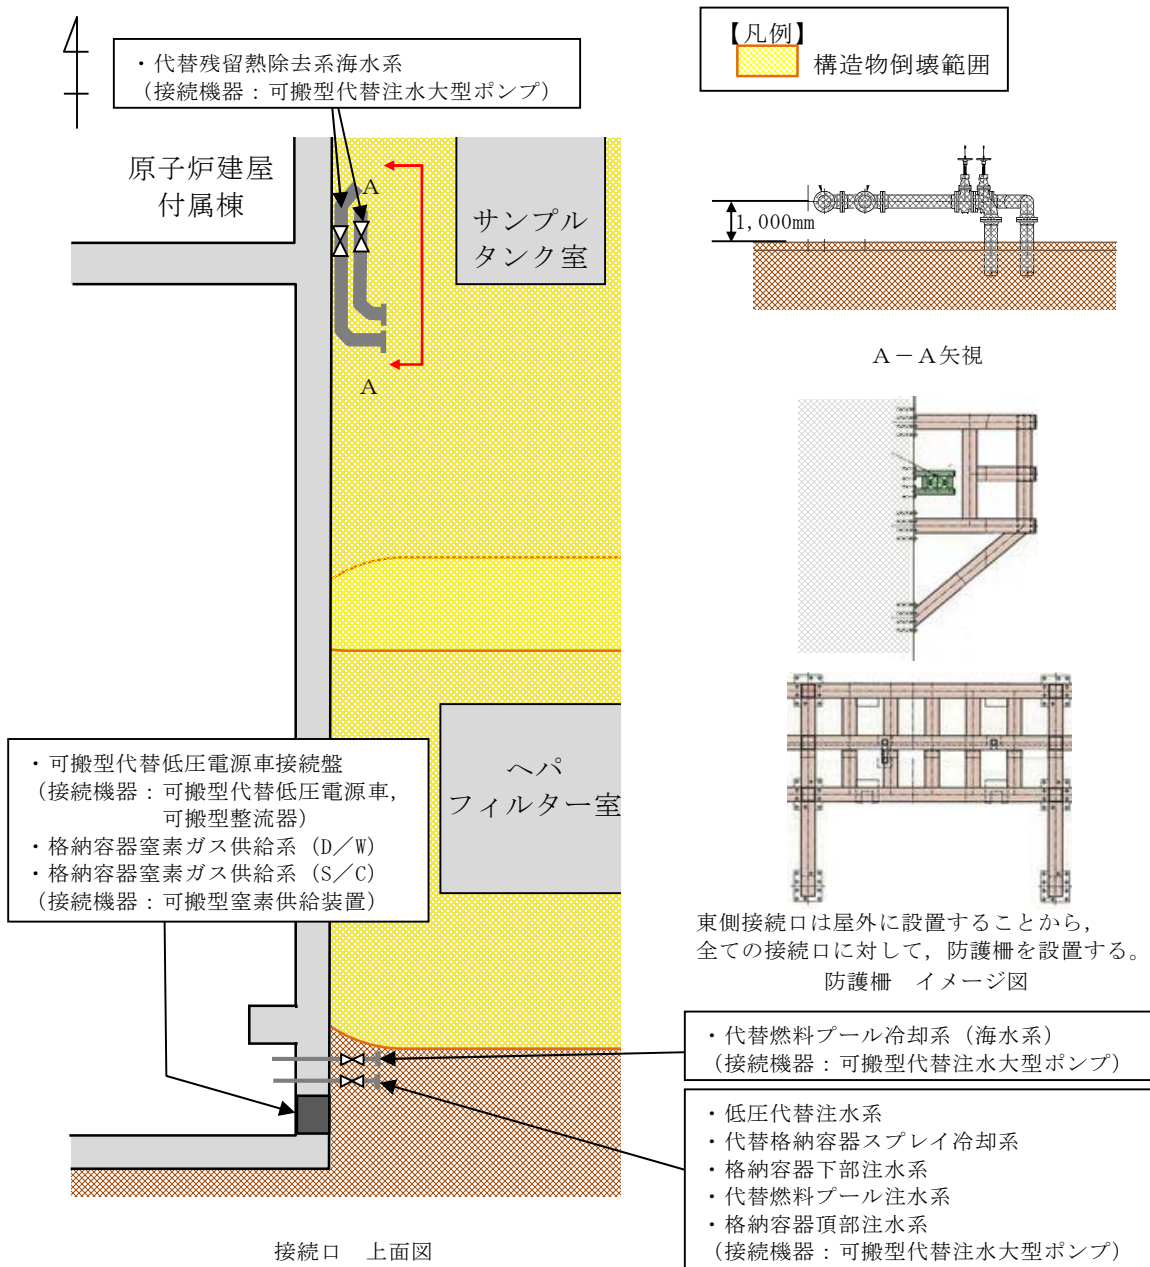 【凡例】
構造物倒壊範囲
・代替残留熱除去系海水系
(接続機器：可搬型代替注水大型ポンプ)
原子炉建屋
付属棟
A
サンプル
タンク室
A
1,000mm
A－A矢視
・可搬型代替低圧電源車接続盤
(接続機器：可搬型代替低圧電源車，
可搬型整流器)
・格納容器窒素ガス供給系 (D／W)
・格納容器窒素ガス供給系 (S／C)
(接続機器：可搬型窒素供給装置)
ヘパ
フィルター室
東側接続口は屋外に設置することから，
全ての接続口に対して，防護柵を設置する。
防護柵　イメージ図
・代替燃料プール冷却系 (海水系)
(接続機器：可搬型代替注水大型ポンプ)
・低圧代替注水系
・代替格納容器スプレイ冷却系
・格納容器下部注水系
・代替燃料プール注水系
・格納容器頂部注水系
(接続機器：可搬型代替注水大型ポンプ)
接続口　上面図